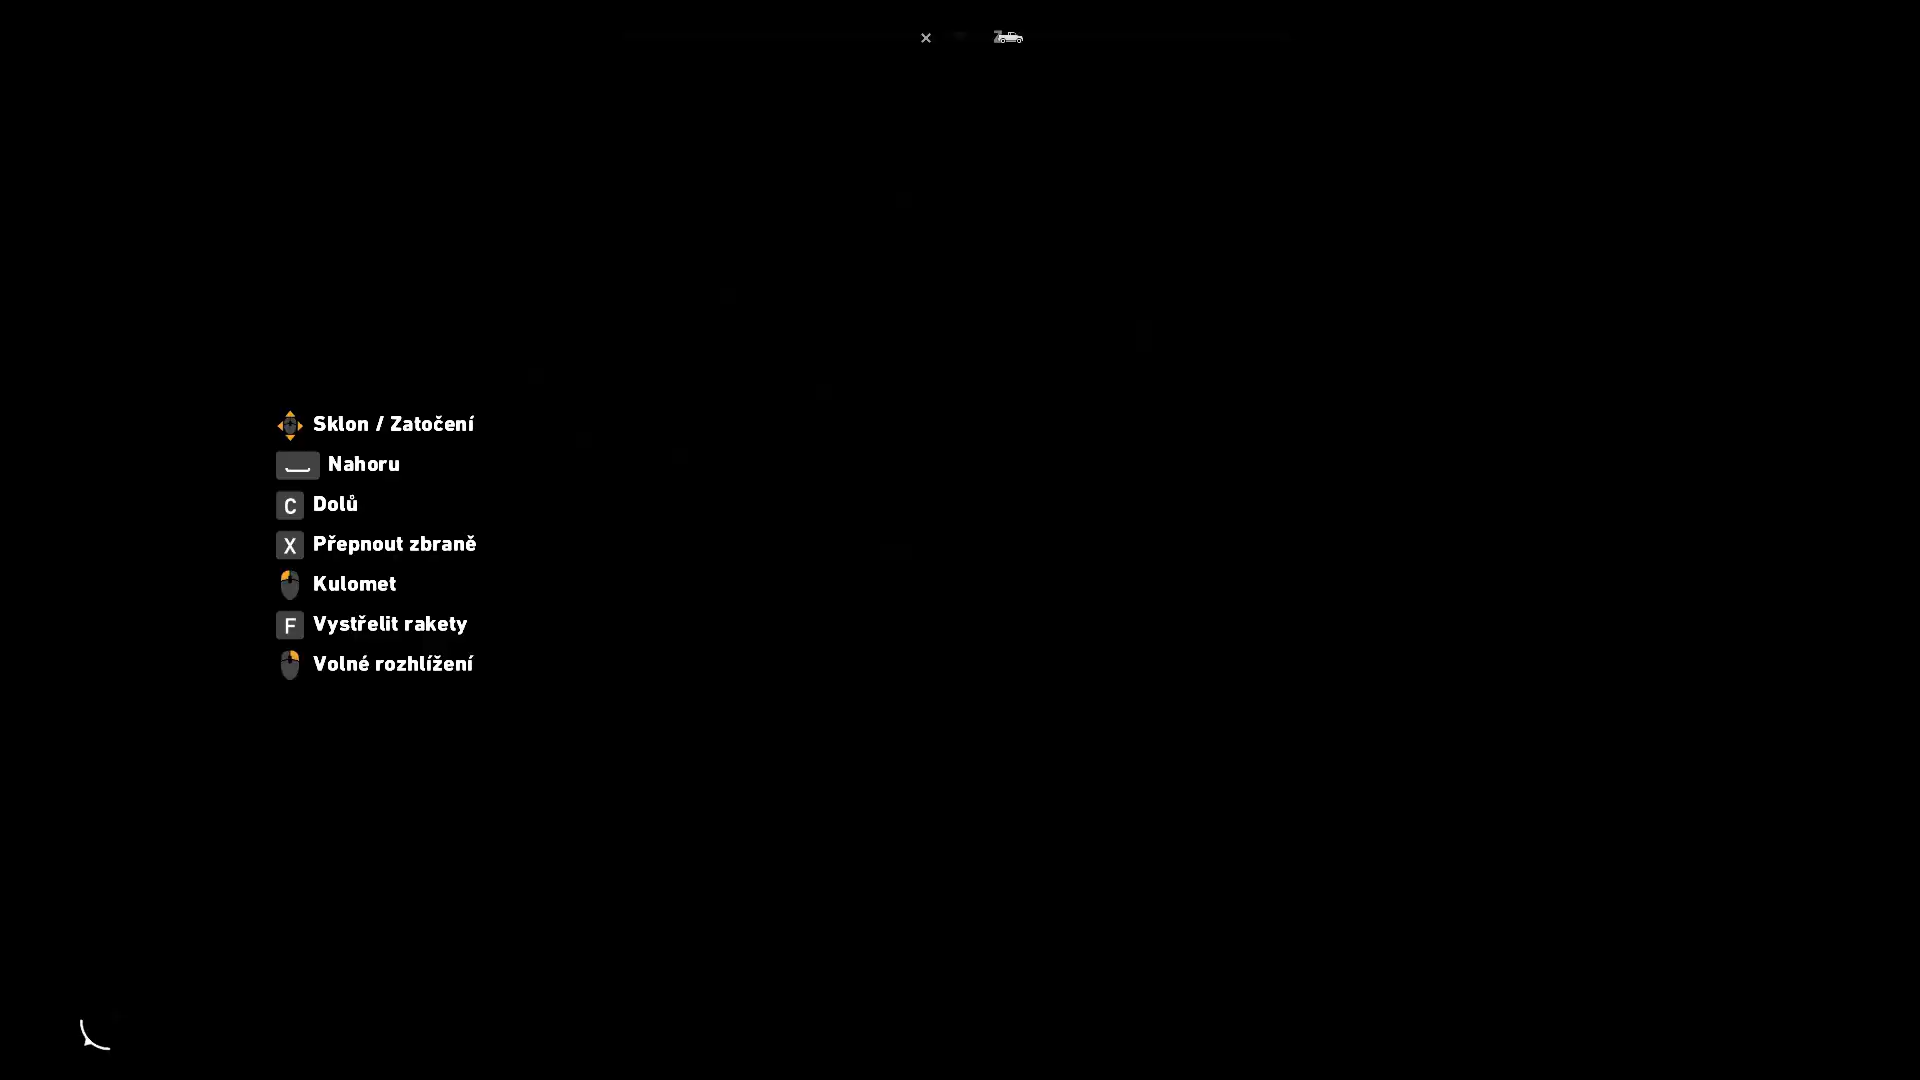 Sklon / Zatočení
Nahoru
C Dolů
X Přepnout zbraně
Kulomet
F Vystřelit rakety
Volné rozhlížení